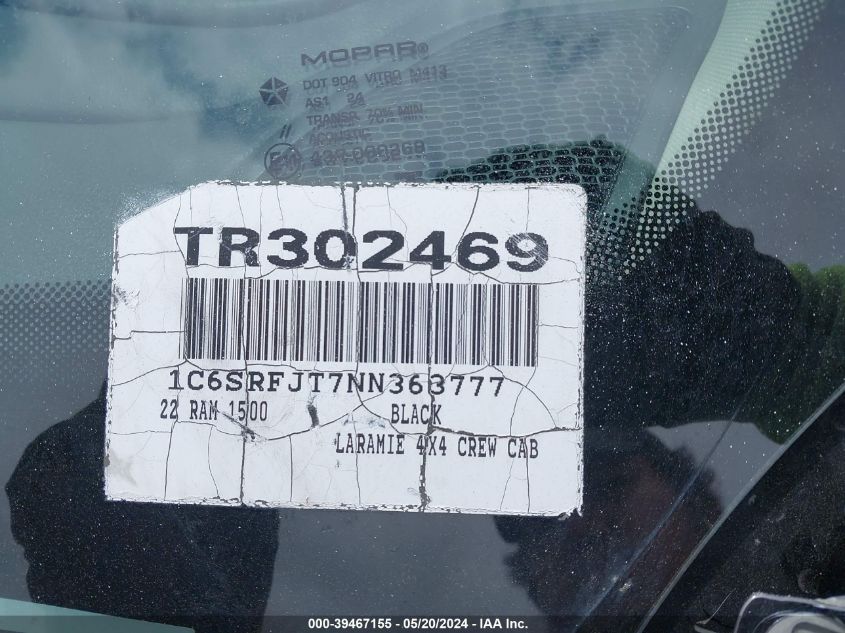 MOPAR®
DOT 904 VITRO M413
AS1 24
TRANSP 70% MIN
ACOUSTIC
TR302469
1C6SRFJT7NN363777
22 RAM 1500 BLACK
LARAMIE 4X4 CREW CAB
000-39467155 — 05/20/2024 - IAA Inc.